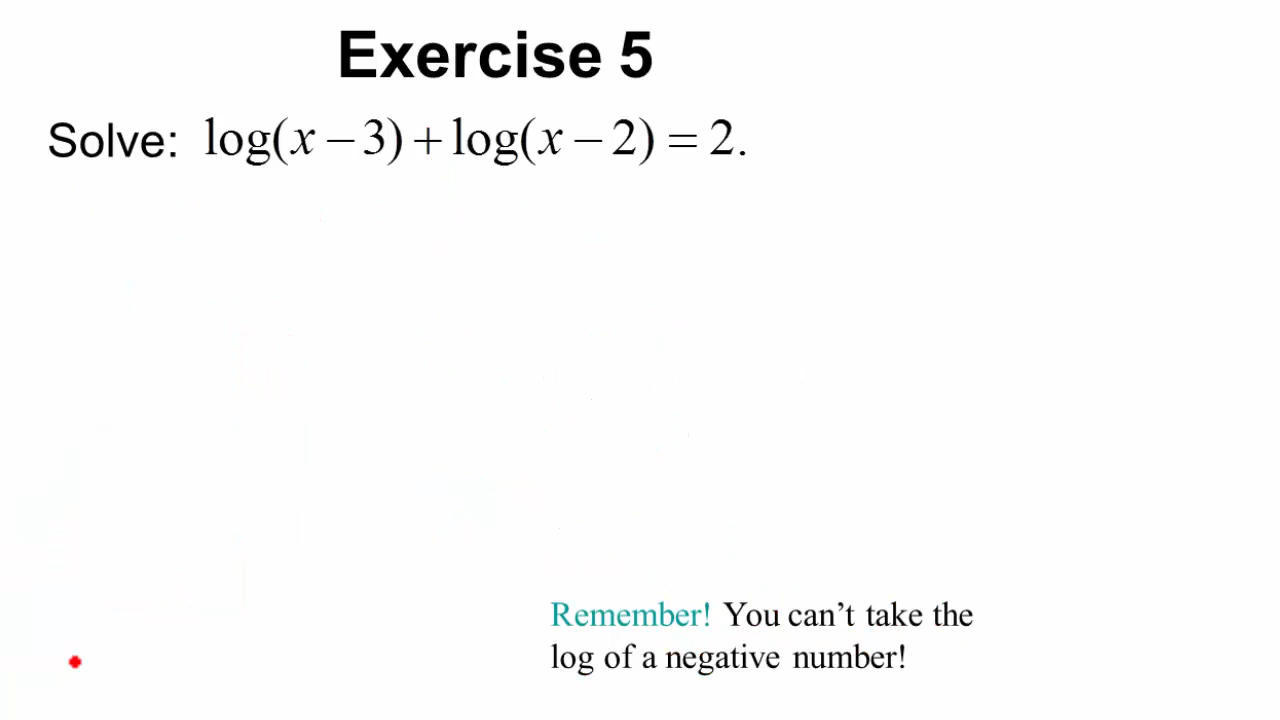 Exercise 5
Solve: log(x − 3) + log(x − 2) = 2.
Remember! You can’t take the
log of a negative number!